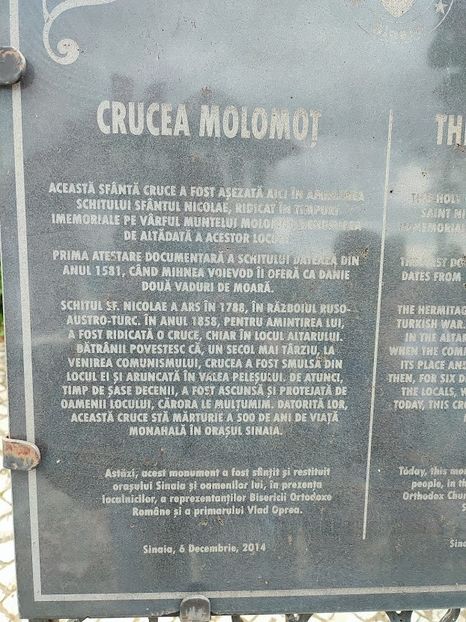 Sinaia
CRUCEA MOLOMOȚ
ACEASTĂ SFÂNTĂ CRUCE A FOST AȘEZATĂ AICI ÎN AMINTIREA
SCHITULUI SFÂNTUL NICOLAE, RIDICAT ÎN TIMPURI
IMEMORIALE PE VÂRFUL MUNTELUI
DE ALTĂDATĂ A ACESTOR LOCURI.
PRIMA ATESTARE DOCUMENTARĂ A SCHITULUI DATEAZĂ DIN
ANUL 1581, CÂND MIHNEA VOIEVOD ÎI OFERĂ CA DANIE
DOUĂ VADURI DE MOARĂ.
SCHITUL SF. NICOLAE A ARS ÎN 1788, ÎN RĂZBOIUL RUSO-
AUSTRO-TURC. ÎN ANUL 1858, PENTRU AMINTIREA LUI,
A FOST RIDICATĂ O CRUCE, CHIAR ÎN LOCUL ALTARULUI.
BĂTRÂNII POVESTESC CĂ, UN SECOL MAI TÂRZIU, LA
VENIREA COMUNISMULUI, CRUCEA A FOST SMULSĂ DIN
LOCUL EI ȘI ARUNCATĂ ÎN VALEA PELEȘULUI. DE ATUNCI,
TIMP DE ȘASE DECENII, A FOST ASCUNSĂ ȘI PROTEJATĂ DE
OAMENII LOCULUI, CĂRORA LE MULȚUMIM. DATORITĂ LOR,
ACEASTĂ CRUCE STĂ MĂRTURIE A 500 DE ANI DE VIAȚĂ
MONAHALĂ ÎN ORAȘUL SINAIA.
Astăzi, acest monument a fost sfințit și restituit
orașului Sinaia și oamenilor lui, în prezența
localnicilor, a reprezentanților Bisericii Ortodoxe
Române și a primarului Vlad Oprea.
Sinaia, 6 Decembrie, 2014
TH
THIS HOLY
SAINT NI
DATES FROM
THE HERMITAG
TURKISH WAR.
IN THE ALTAR
WHEN THE COM
ITS PLACE AN
THEN, FOR SIX D
THE LOCALS, W
TODAY, THIS CR
Today, this mon
people, in th
Orthodox Chu
S
Sina